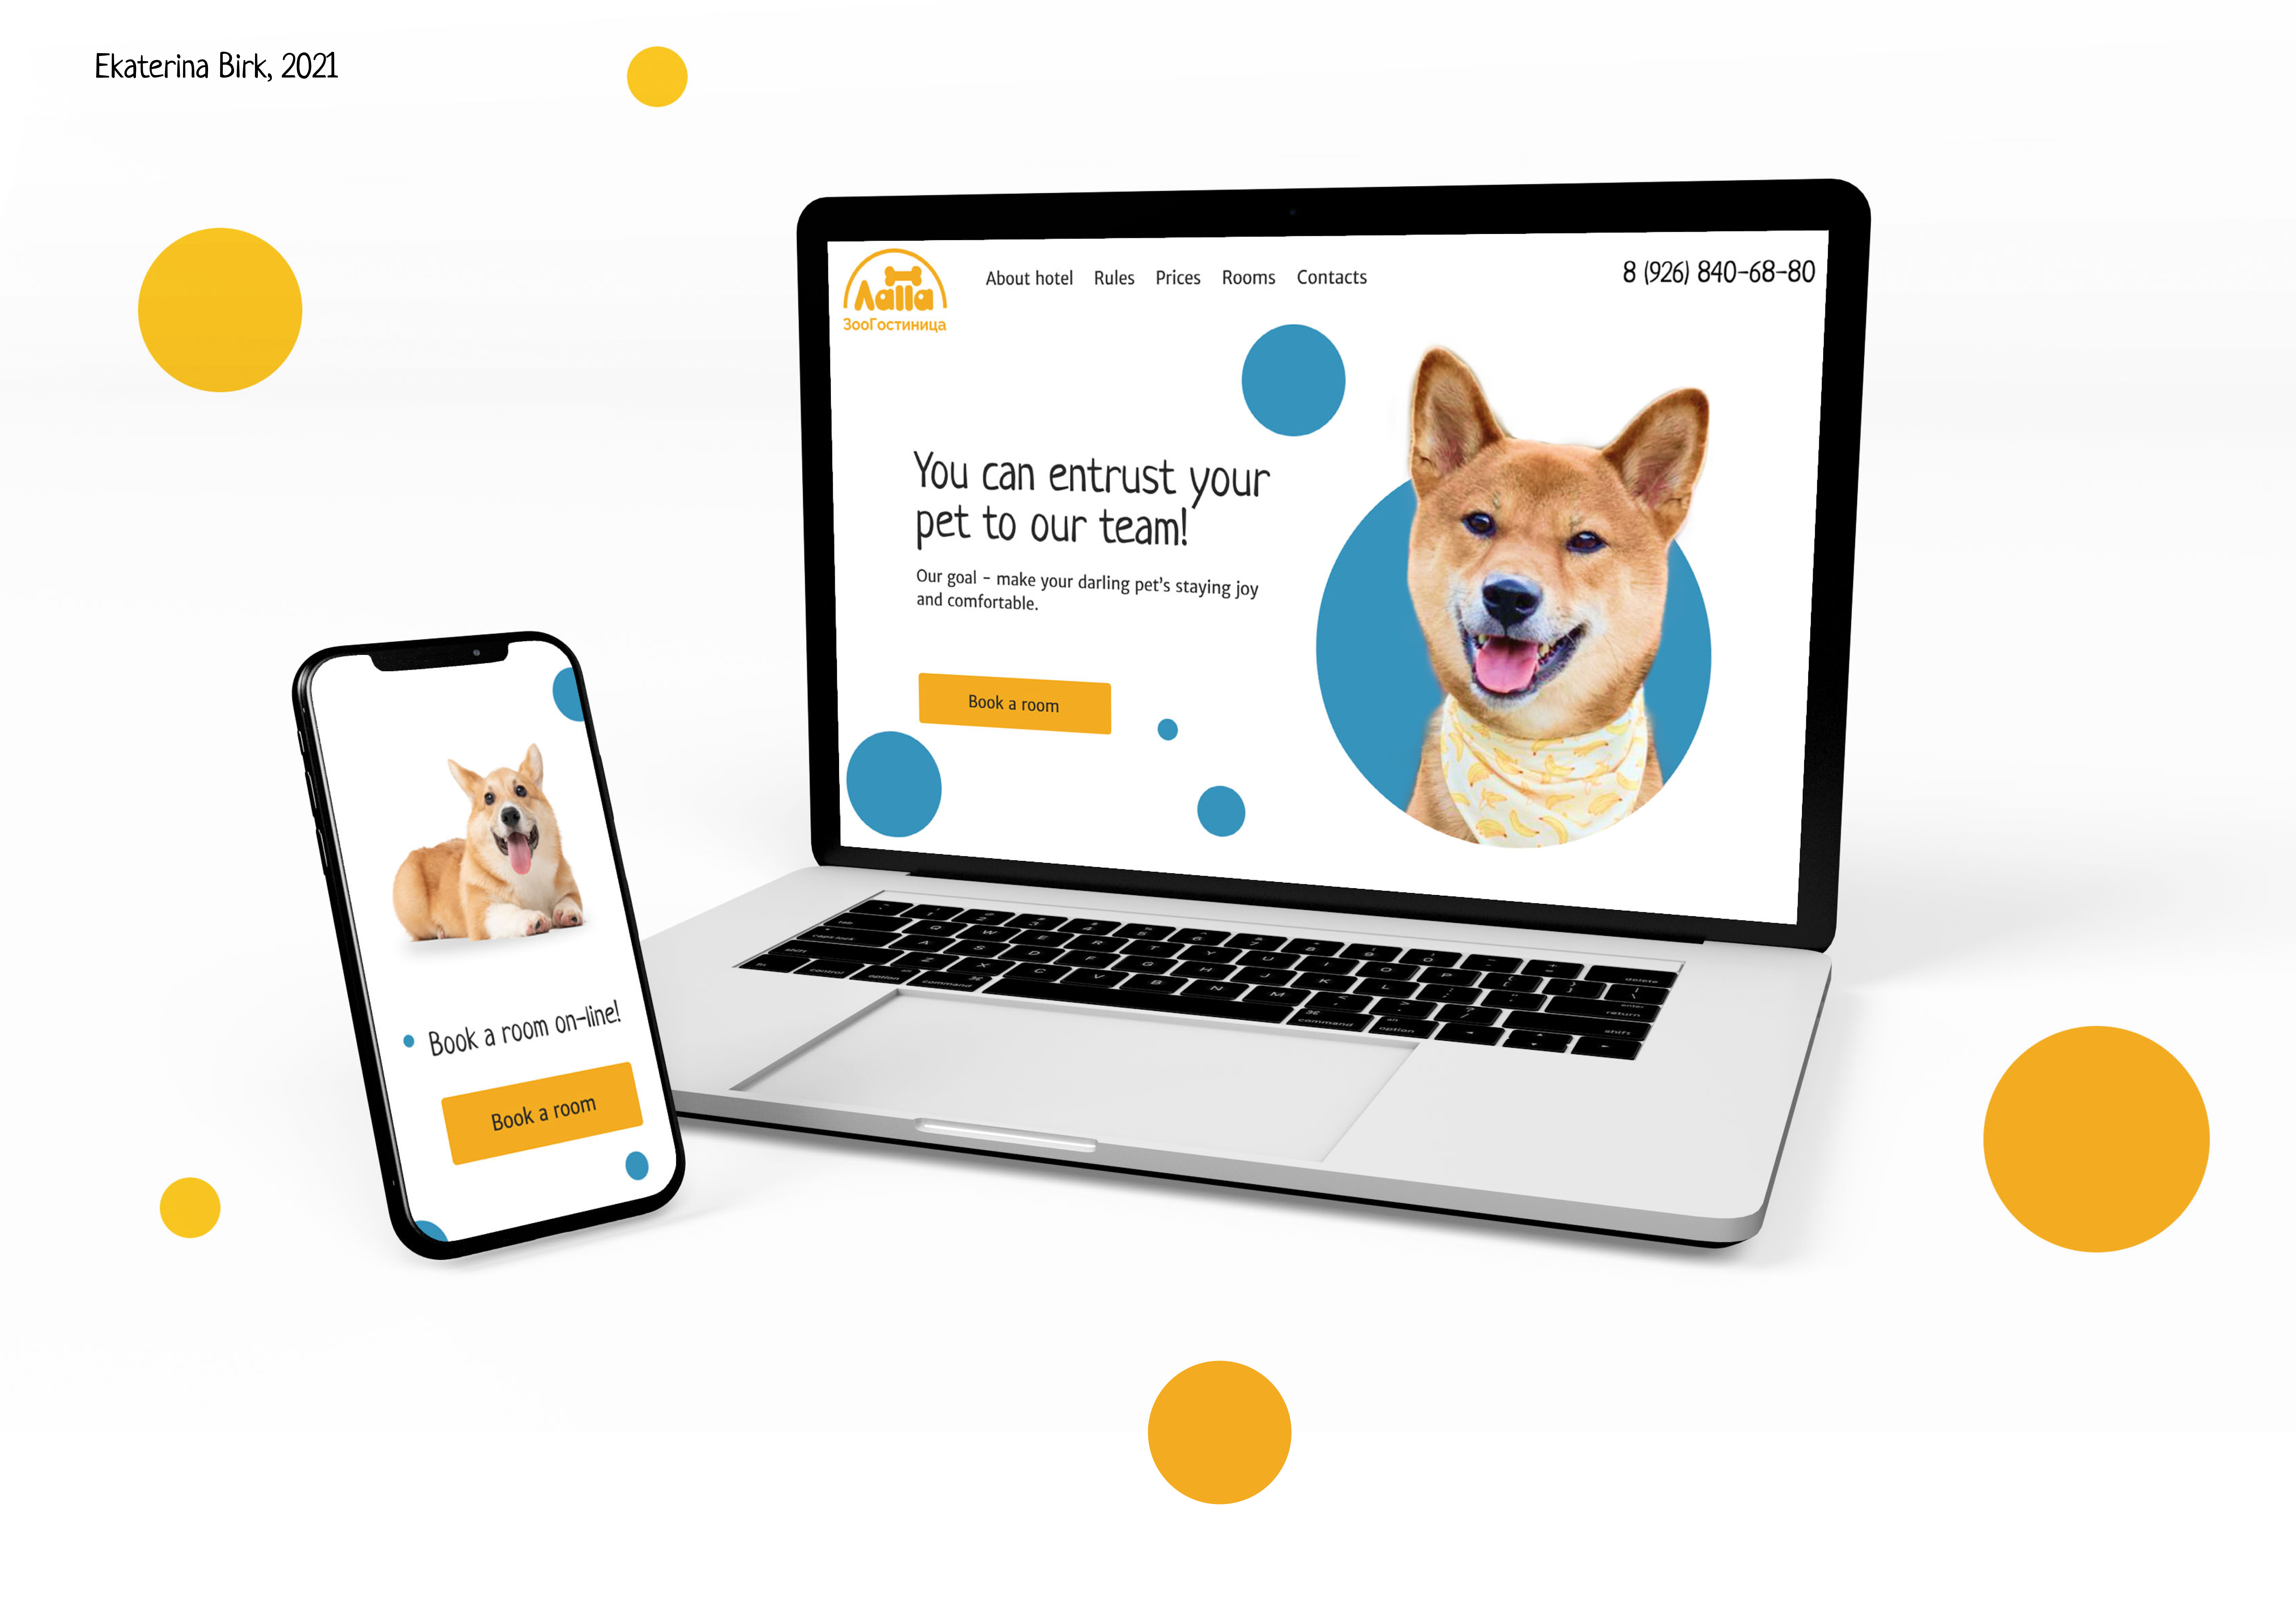 Ekaterina Birk, 2021
Лапа
ЗооГостиница
About hotel Rules Prices Rooms Contacts
8 (926) 840-68-80
You can entrust your
pet to our team!
Our goal - make your darling pet's staying joy
and comfortable.
Book a room
Book a room on-line!
Book a room